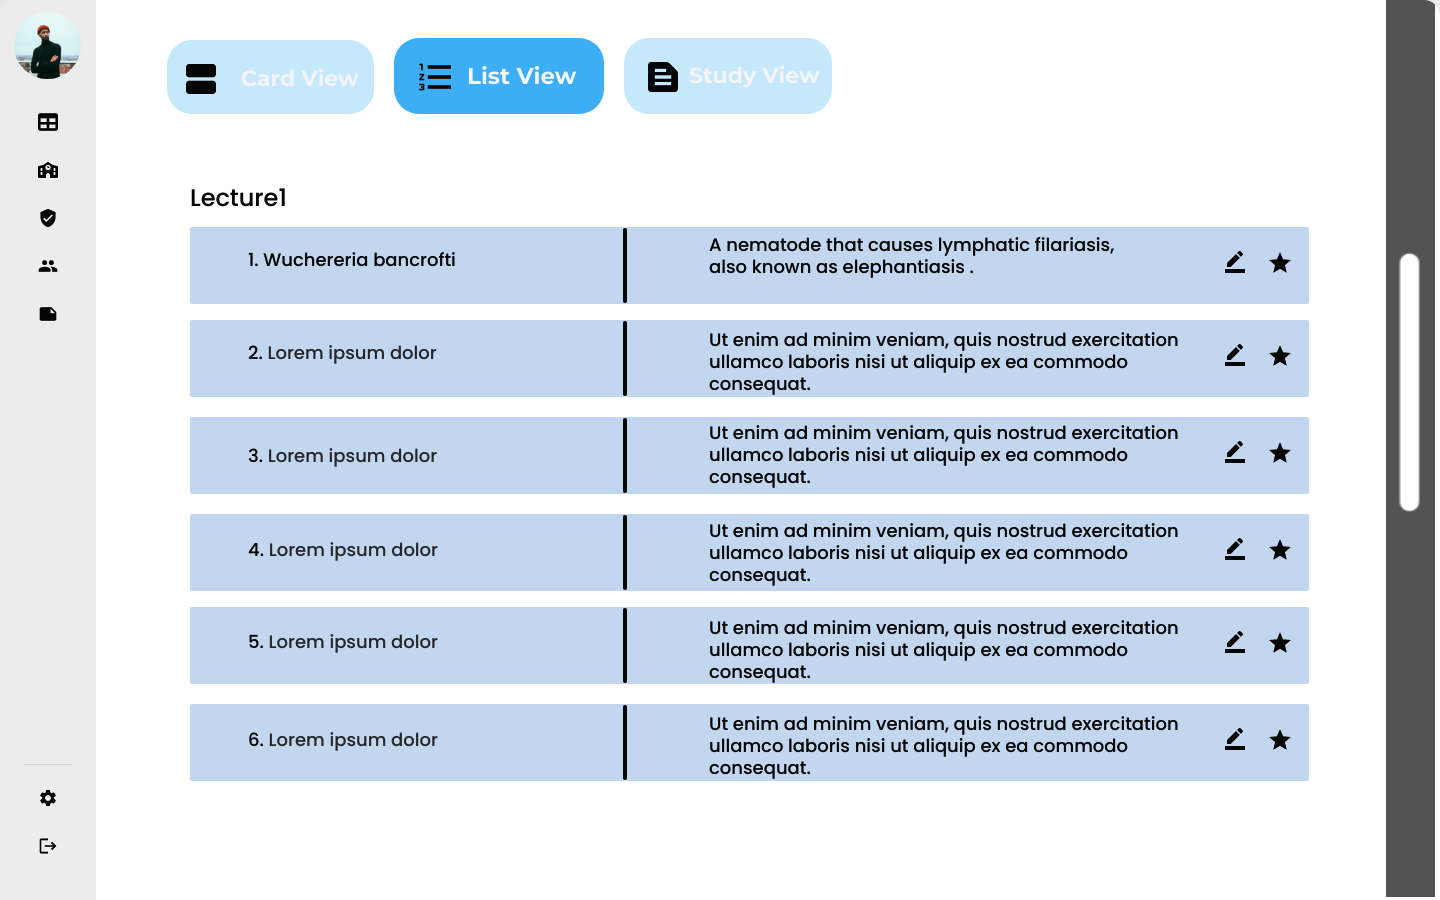 Card View
1 2 3 List View
Study View
Lecture1
1. Wuchereria bancrofti
A nematode that causes lymphatic filariasis,
also known as elephantiasis .
2. Lorem ipsum dolor
Ut enim ad minim veniam, quis nostrud exercitation
ullamco laboris nisi ut aliquip ex ea commodo
consequat.
3. Lorem ipsum dolor
Ut enim ad minim veniam, quis nostrud exercitation
ullamco laboris nisi ut aliquip ex ea commodo
consequat.
4. Lorem ipsum dolor
Ut enim ad minim veniam, quis nostrud exercitation
ullamco laboris nisi ut aliquip ex ea commodo
consequat.
5. Lorem ipsum dolor
Ut enim ad minim veniam, quis nostrud exercitation
ullamco laboris nisi ut aliquip ex ea commodo
consequat.
6. Lorem ipsum dolor
Ut enim ad minim veniam, quis nostrud exercitation
ullamco laboris nisi ut aliquip ex ea commodo
consequat.